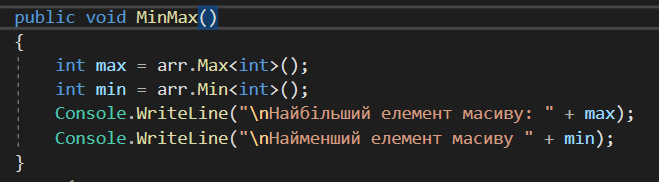 public void MinMax()
{
int max = arr.Max<int>();
int min = arr.Min<int>();
Console.WriteLine("\nНайбільший елемент масиву: " + max);
Console.WriteLine("\nНайменший елемент масиву " + min);
}